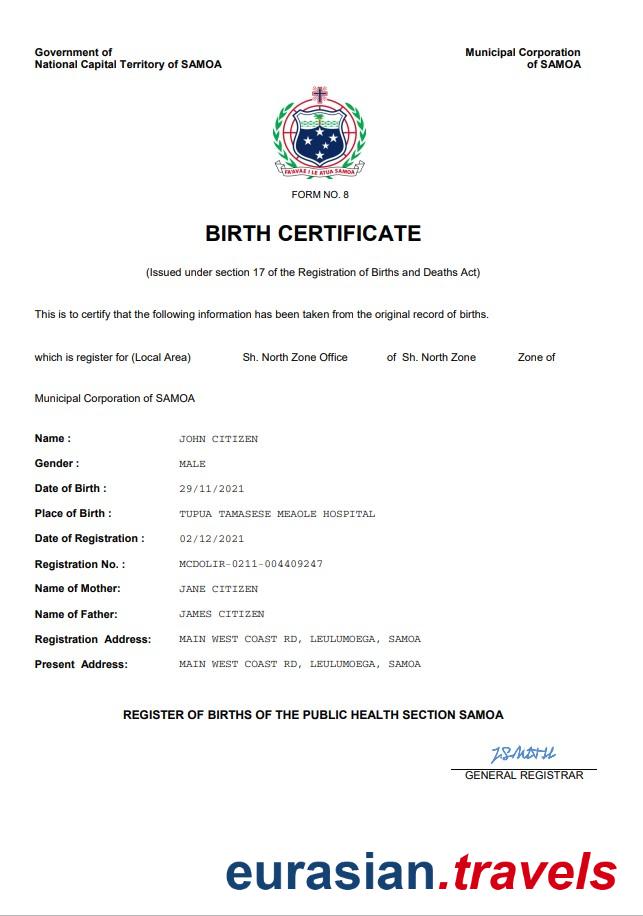 Government of
National Capital Territory of SAMOA
Municipal Corporation
of SAMOA
FA'AVAE I LE ATUA SAMOA
FORM NO. 8
BIRTH CERTIFICATE
(Issued under section 17 of the Registration of Births and Deaths Act)
This is to certify that the following information has been taken from the original record of births.
which is register for (Local Area) Sh. North Zone Office of Sh. North Zone Zone of
Municipal Corporation of SAMOA
Name : JOHN CITIZEN
Gender : MALE
Date of Birth : 29/11/2021
Place of Birth : TUPUA TAMASESE MEAOLE HOSPITAL
Date of Registration : 02/12/2021
Registration No. : MCDOLIR-0211-004409247
Name of Mother: JANE CITIZEN
Name of Father: JAMES CITIZEN
Registration Address: MAIN WEST COAST RD, LEULUMOEGA, SAMOA
Present Address: MAIN WEST COAST RD, LEULUMOEGA, SAMOA
REGISTER OF BIRTHS OF THE PUBLIC HEALTH SECTION SAMOA
GENERAL REGISTRAR
eurasian.travels